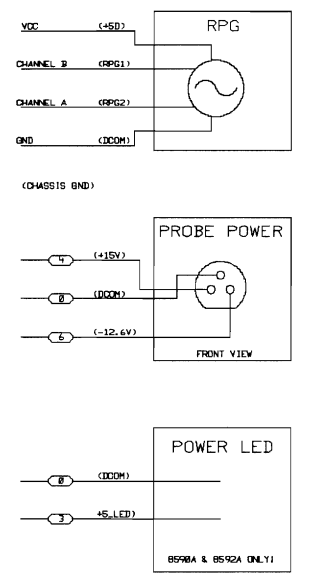 RPG
VCC (+5D)
CHANNEL B (RPG1)
CHANNEL A (RPG2)
GND (DCOM)
(CHASSIS GND)
PROBE POWER
4 (+15V)
0 (DCOM)
6 (-12.6V)
FRONT VIEW
POWER LED
0 (DCOM)
3 +5_LED)
8590A & 8592A ONLY!